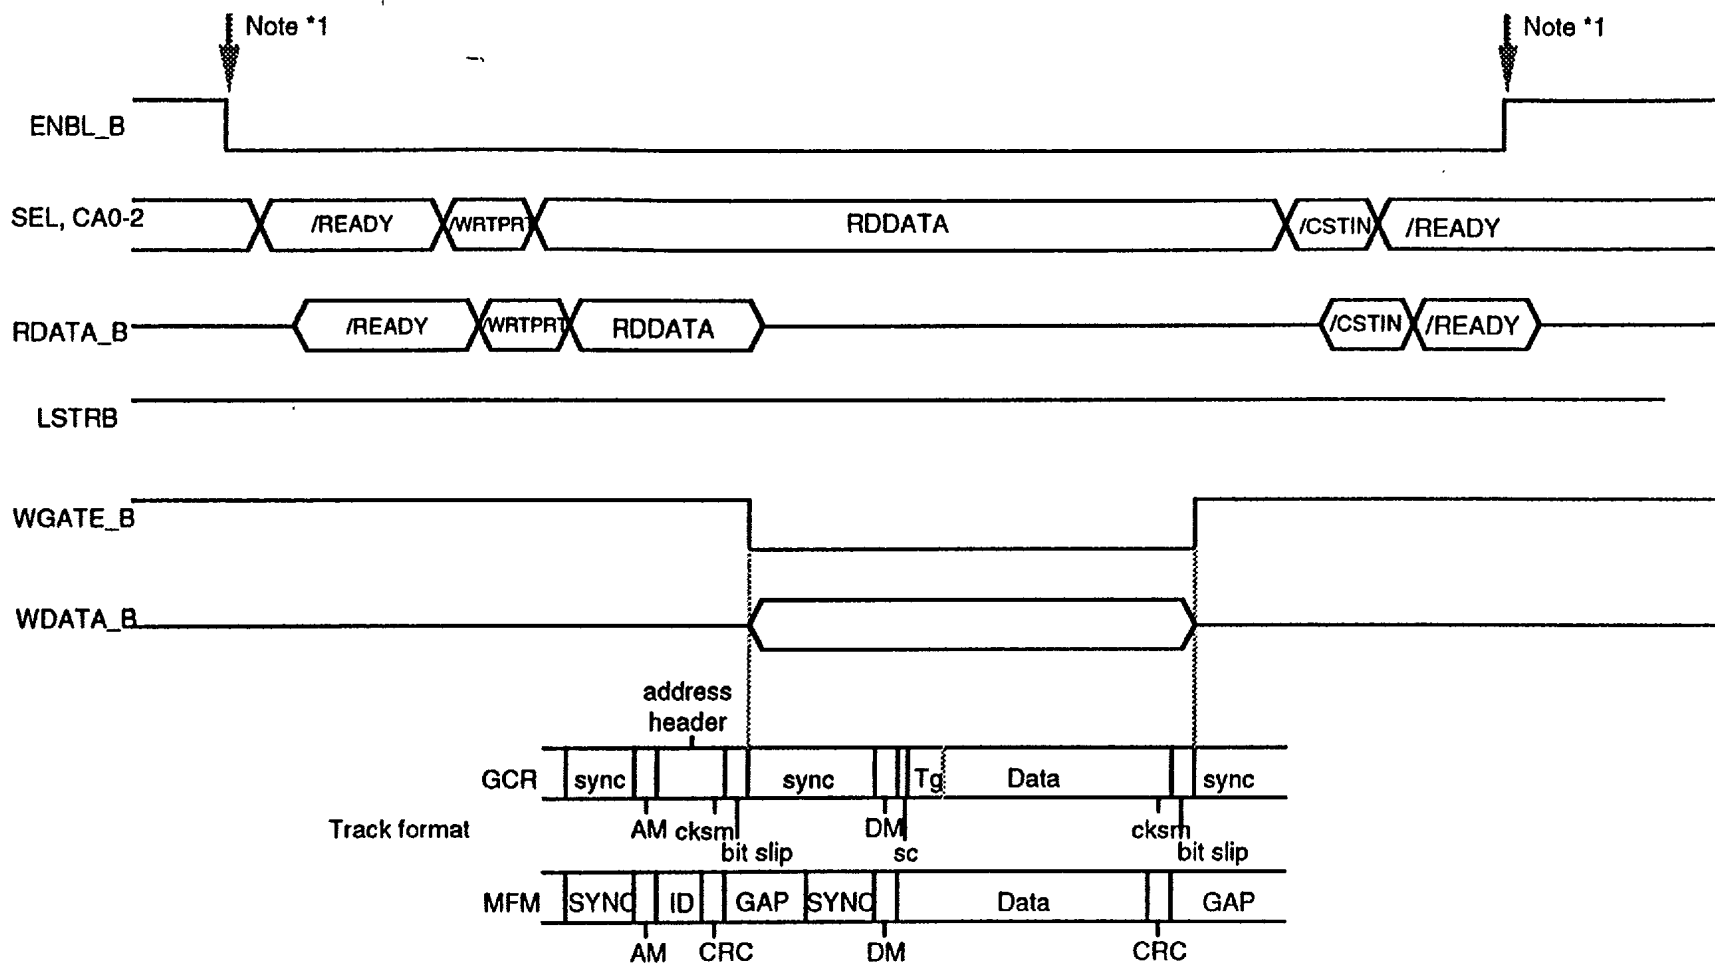 Note *1
Note *1
ENBL_B
SEL, CA0-2
/READY
/WRTPRT
RDDATA
/CSTIN
/READY
RDATA_B
/READY
/WRTPRT
RDDATA
/CSTIN
/READY
LSTRB
WGATE_B
WDATA_B
address
header
GCR
sync
sync
Tg
Data
sync
Track format
AM
cksm
bit slip
DM
sc
cksm
bit slip
MFM
SYNC
ID
GAP
SYNC
Data
GAP
AM
CRC
DM
CRC